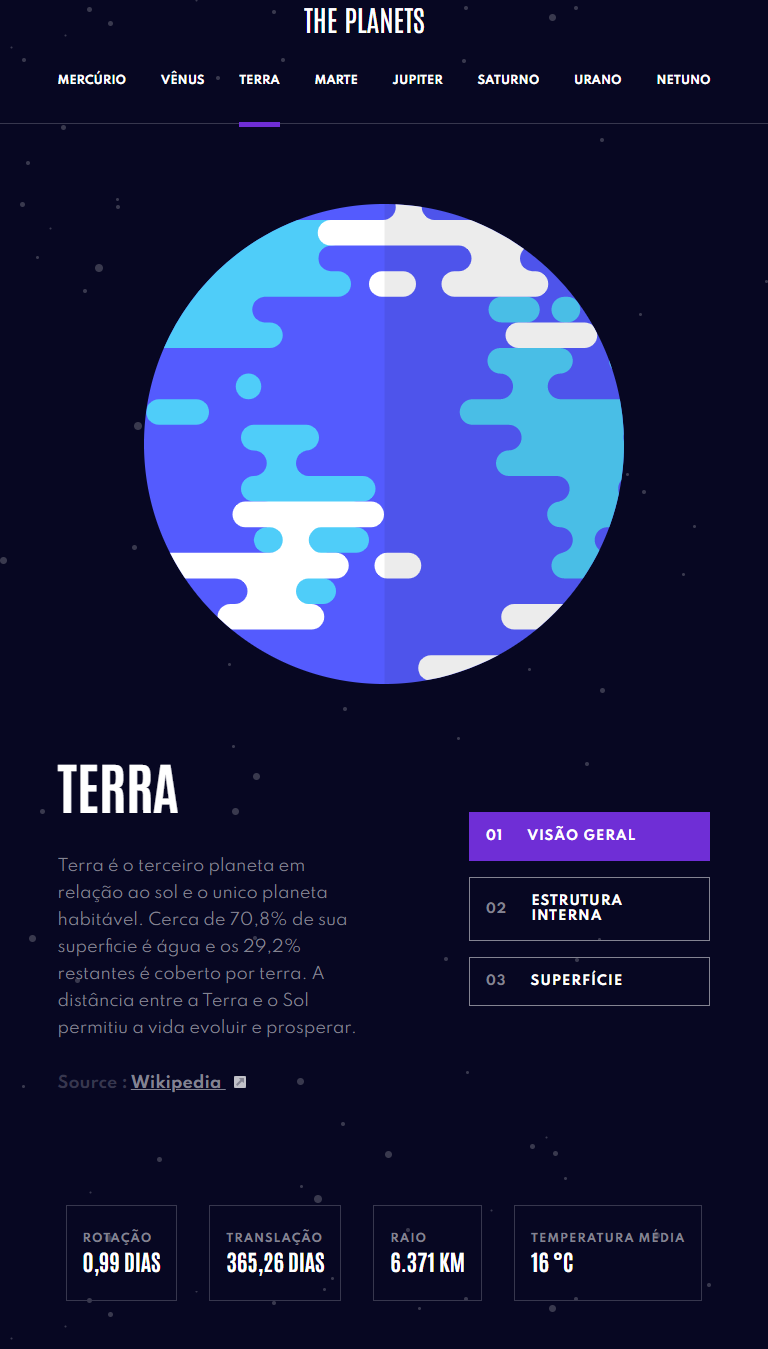 THE PLANETS
MERCÚRIO VÊNUS TERRA MARTE JUPITER SATURNO URANO NETUNO
TERRA
Terra é o terceiro planeta em
relação ao sol e o unico planeta
habitável. Cerca de 70,8% de sua
superficie é água e os 29,2%
restantes é coberto por terra. A
distância entre a Terra e o Sol
permitiu a vida evoluir e prosperar.
Source : Wikipedia
01 VISÃO GERAL
02 ESTRUTURA
INTERNA
03 SUPERFÍCIE
ROTAÇÃO
0,99 DIAS
TRANSLAÇÃO
365,26 DIAS
RAIO
6.371 KM
TEMPERATURA MÉDIA
16 °C